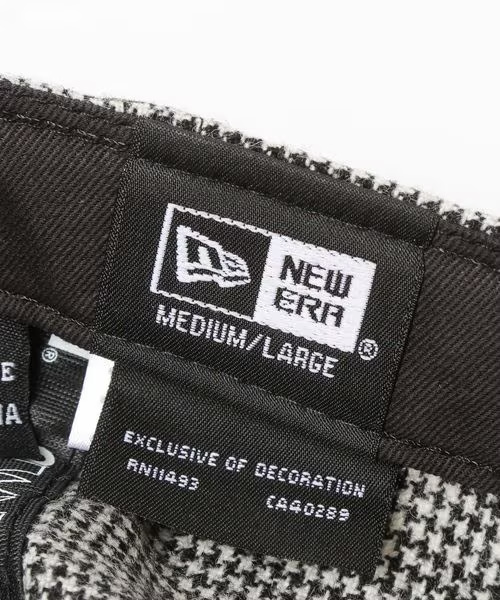 NEW
ERA
®
MEDIUM/LARGE
®
EXCLUSIVE OF DECORATION
RN11493 CA40289